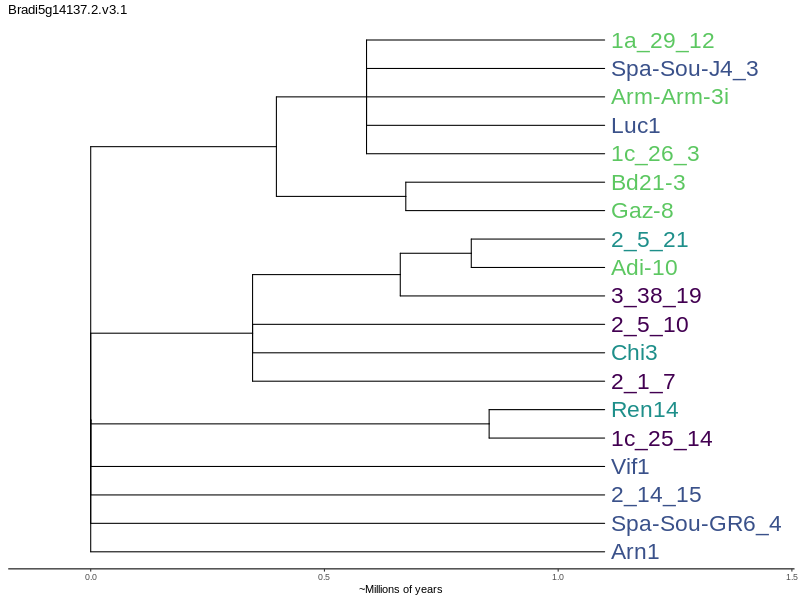 Bradi5g14137.2.v3.1
1a_29_12
Spa-Sou-J4_3
Arm-Arm-3i
Luc1
1c_26_3
Bd21-3
Gaz-8
2_5_21
Adi-10
3_38_19
2_5_10
Chi3
2_1_7
Ren14
1c_25_14
Vif1
2_14_15
Spa-Sou-GR6_4
Arn1
0.0 0.5 1.0 1.5
~Millions of years